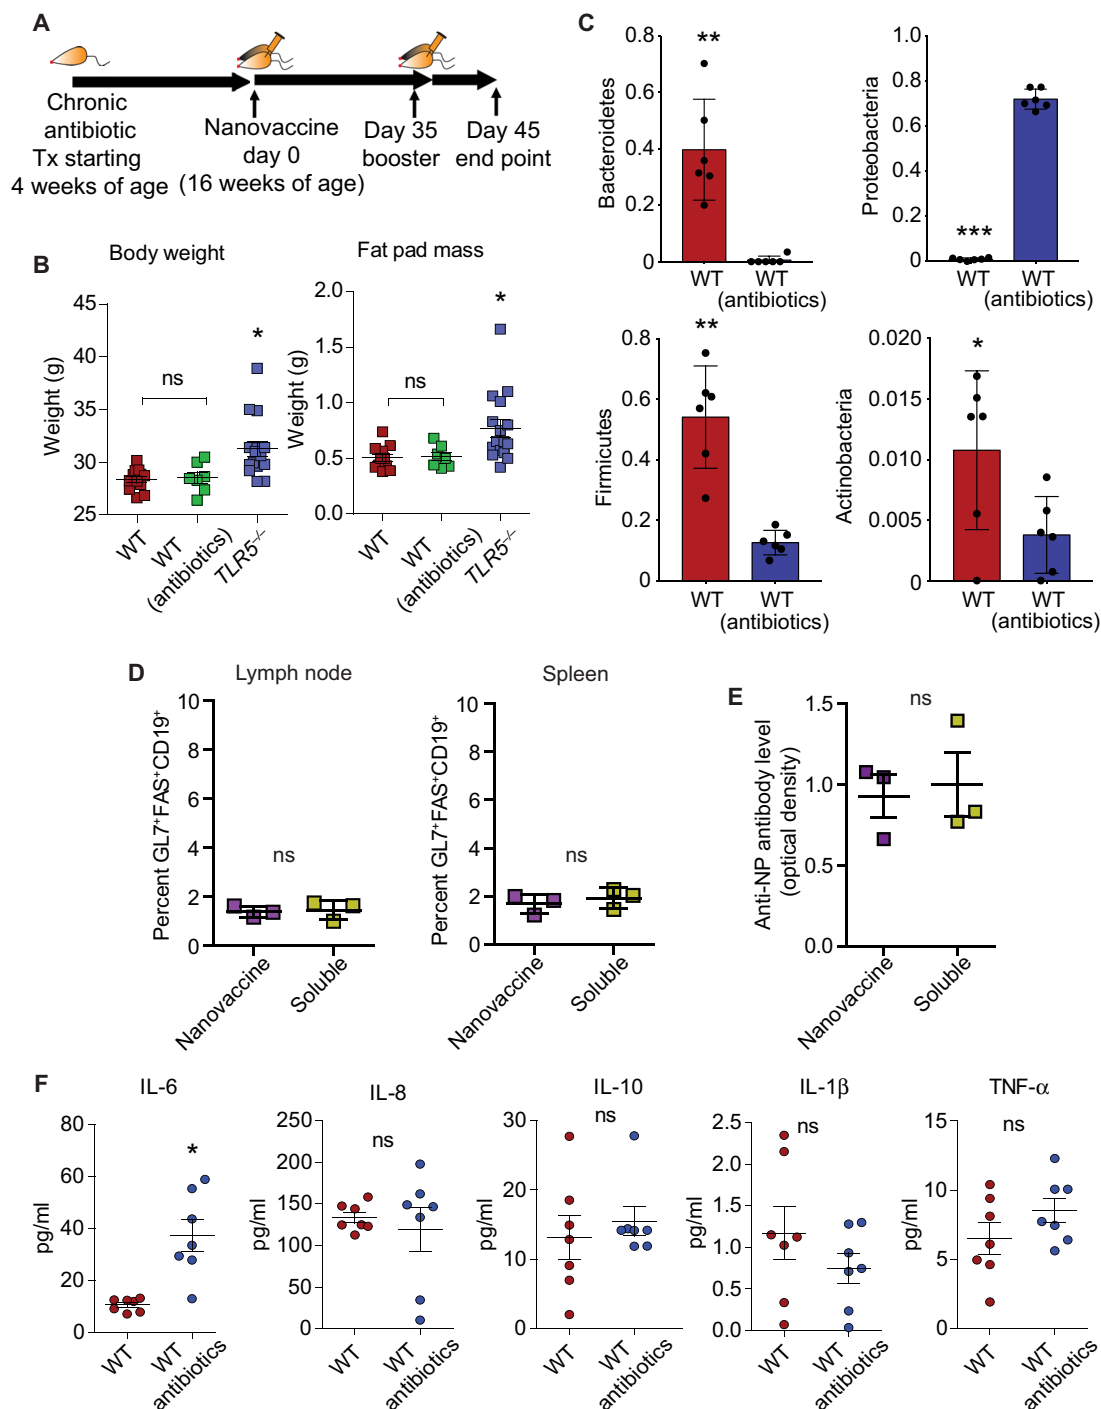 A
Chronic
antibiotic
Tx starting
4 weeks of age
Nanovaccine
day 0
(16 weeks of age)
Day 35
booster
Day 45
end point
B
Body weight
Weight (g)
45
40
35
30
25
ns
*
WT
WT
(antibiotics)
TLR5-/-
Fat pad mass
Weight (g)
2.0
1.5
1.0
0.5
0.0
ns
*
WT
WT
(antibiotics)
TLR5-/-
C
Bacteroidetes
0.8
0.6
0.4
0.2
0
**
WT
WT
(antibiotics)
Proteobacteria
1.0
0.8
0.6
0.4
0.2
0
***
WT
WT
(antibiotics)
Firmicutes
0.8
0.6
0.4
0.2
0
**
WT
WT
(antibiotics)
Actinobacteria
0.020
0.015
0.010
0.005
0
*
WT
WT
(antibiotics)
D
Lymph node
Percent GL7+FAS+CD19+
10
8
6
4
2
0
ns
Nanovaccine
Soluble
Spleen
Percent GL7+FAS+CD19+
10
8
6
4
2
0
ns
Nanovaccine
Soluble
E
Anti-NP antibody level
(optical density)
1.5
1.0
0.5
0.0
ns
Nanovaccine
Soluble
F
IL-6
pg/ml
80
60
40
20
0
*
WT
WT
antibiotics
IL-8
pg/ml
250
200
150
100
50
0
ns
WT
WT
antibiotics
IL-10
pg/ml
30
20
10
0
ns
WT
WT
antibiotics
IL-1β
pg/ml
2.5
2.0
1.5
1.0
0.5
0.0
ns
WT
WT
antibiotics
TNF-α
pg/ml
15
10
5
0
ns
WT
WT
antibiotics